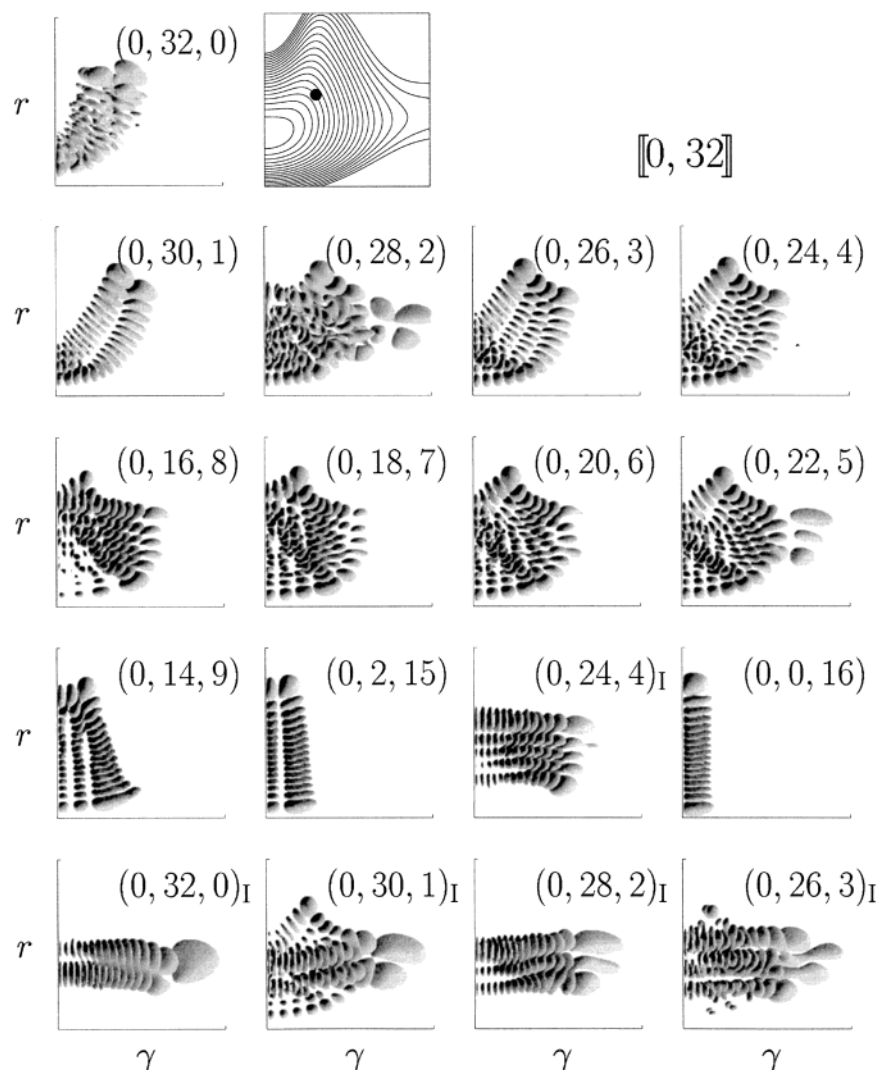 r (0, 32, 0) [[0, 32]]
r (0, 30, 1) (0, 28, 2) (0, 26, 3) (0, 24, 4)
r (0, 16, 8) (0, 18, 7) (0, 20, 6) (0, 22, 5)
r (0, 14, 9) (0, 2, 15) (0, 24, 4)I (0, 0, 16)
r (0, 32, 0)I (0, 30, 1)I (0, 28, 2)I (0, 26, 3)I
γ γ γ γ